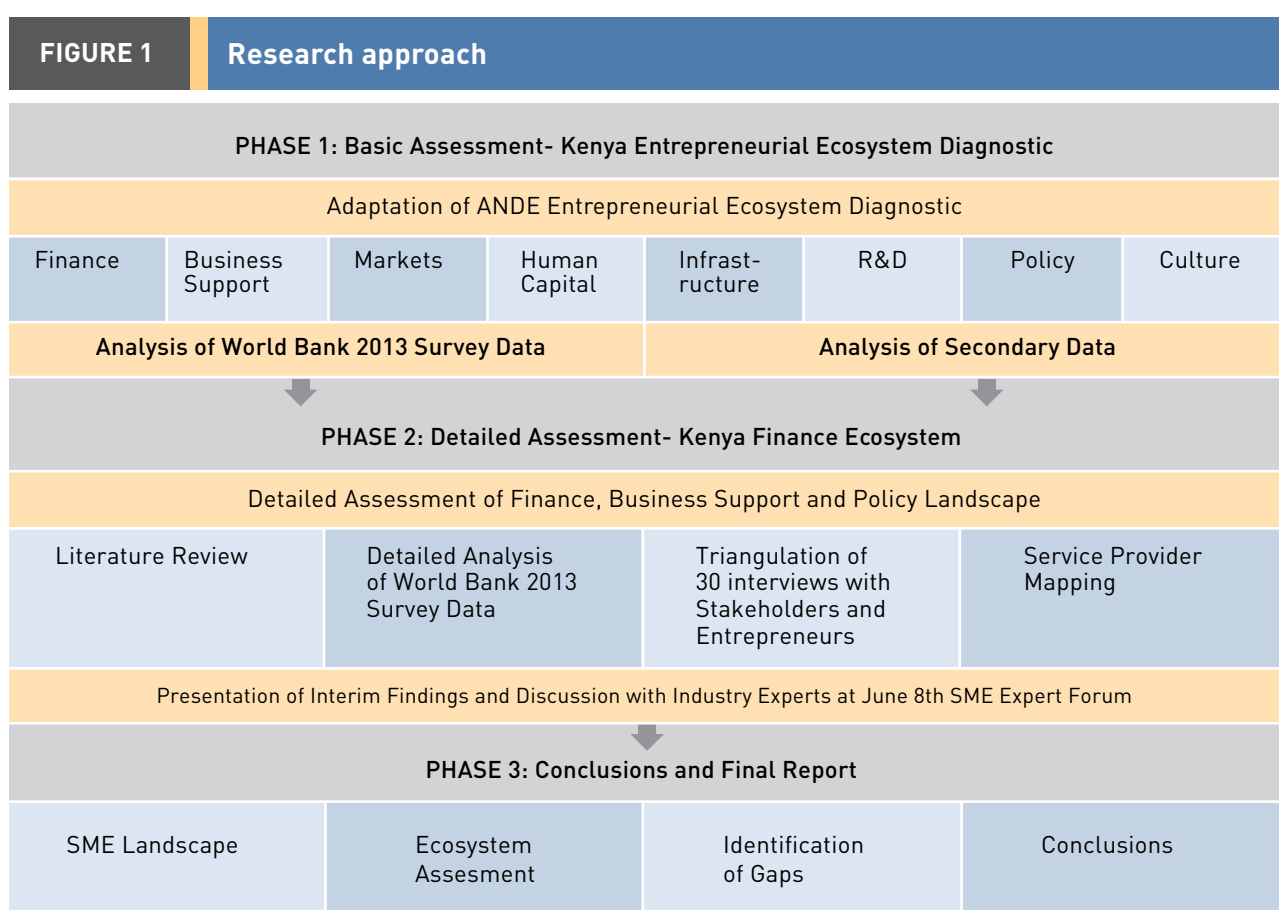 FIGURE 1
Research approach
PHASE 1: Basic Assessment- Kenya Entrepreneurial Ecosystem Diagnostic
Adaptation of ANDE Entrepreneurial Ecosystem Diagnostic
Finance
Business
Support
Markets
Human
Capital
Infrast-
ructure
R&D
Policy
Culture
Analysis of World Bank 2013 Survey Data
Analysis of Secondary Data
PHASE 2: Detailed Assessment- Kenya Finance Ecosystem
Detailed Assessment of Finance, Business Support and Policy Landscape
Literature Review
Detailed Analysis
of World Bank 2013
Survey Data
Triangulation of
30 interviews with
Stakeholders and
Entrepreneurs
Service Provider
Mapping
Presentation of Interim Findings and Discussion with Industry Experts at June 8th SME Expert Forum
PHASE 3: Conclusions and Final Report
SME Landscape
Ecosystem
Assesment
Identification
of Gaps
Conclusions